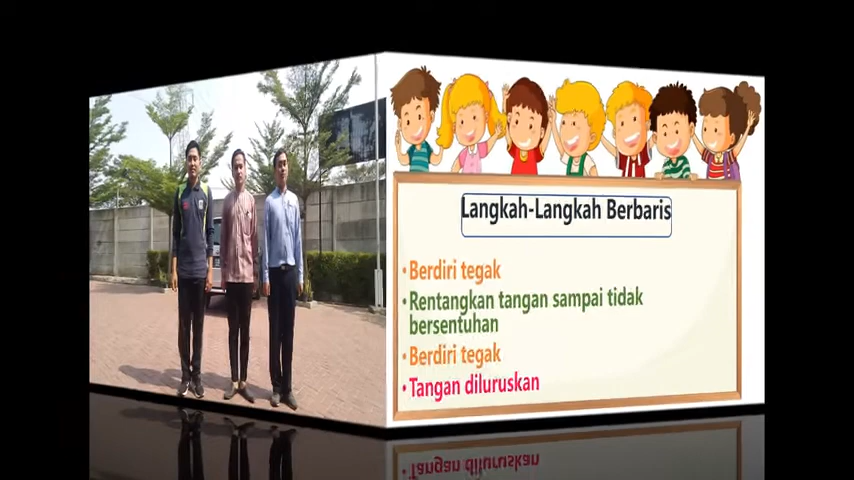 Langkah-Langkah Berbaris
•Berdiri tegak
•Rentangkan tangan sampai tidak
bersentuhan
•Berdiri tegak
•Tangan diluruskan